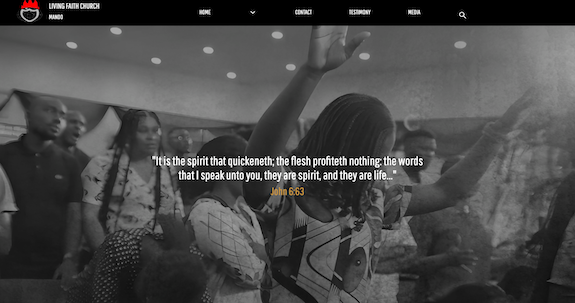 LIVING FAITH CHURCH
MANDO
HOME
CONTACT
TESTIMONY
MEDIA
"It is the spirit that quickeneth; the flesh profiteth nothing: the words
that I speak unto you, they are spirit, and they are life..."
John 6:63